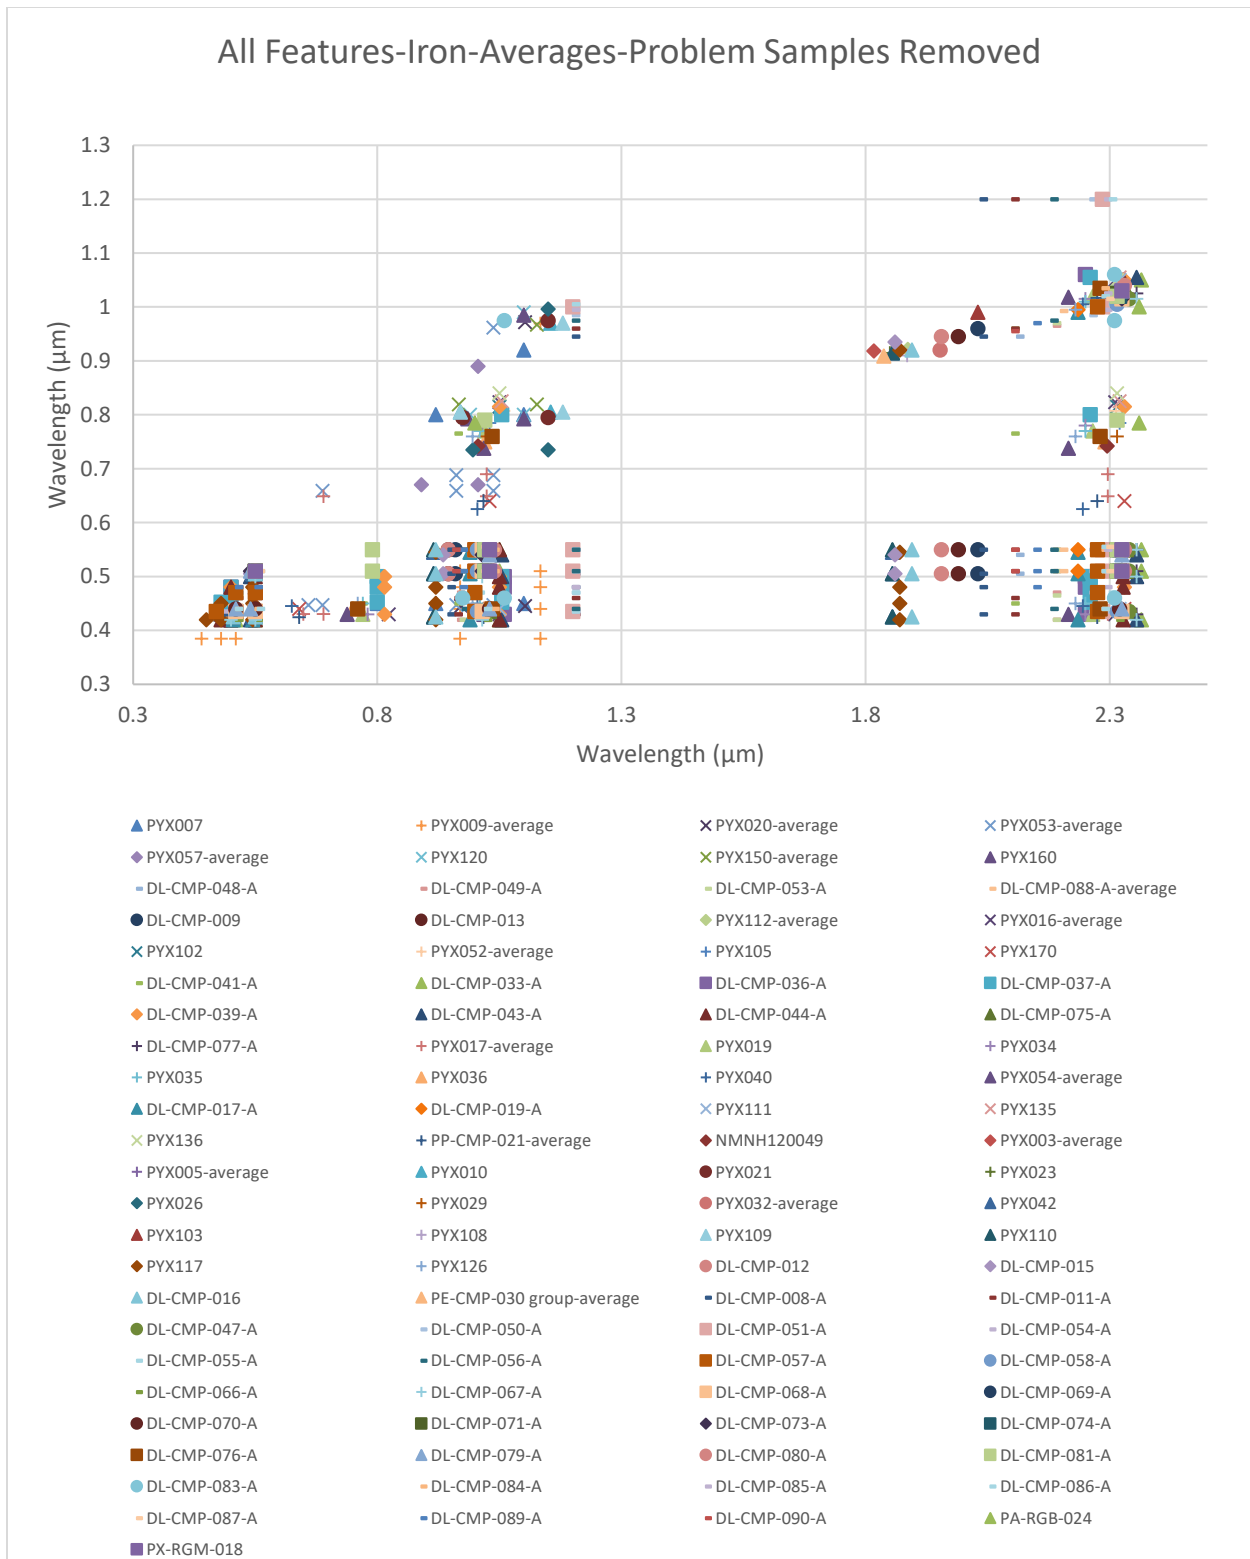 All Features-Iron-Averages-Problem Samples Removed
1.3
1.2
1.1
1
0.9
0.8
0.7
0.6
0.5
0.4
0.3
Wavelength (µm)
0.3 0.8 1.3 1.8 2.3
Wavelength (µm)
PYX007 PYX009-average PYX020-average PYX053-average
PYX057-average PYX120 PYX150-average PYX160
DL-CMP-048-A DL-CMP-049-A DL-CMP-053-A DL-CMP-088-A-average
DL-CMP-009 DL-CMP-013 PYX112-average PYX016-average
PYX102 PYX052-average PYX105 PYX170
DL-CMP-041-A DL-CMP-033-A DL-CMP-036-A DL-CMP-037-A
DL-CMP-039-A DL-CMP-043-A DL-CMP-044-A DL-CMP-075-A
DL-CMP-077-A PYX017-average PYX019 PYX034
PYX035 PYX036 PYX040 PYX054-average
DL-CMP-017-A DL-CMP-019-A PYX111 PYX135
PYX136 PP-CMP-021-average NMNH120049 PYX003-average
PYX005-average PYX010 PYX021 PYX023
PYX026 PYX029 PYX032-average PYX042
PYX103 PYX108 PYX109 PYX110
PYX117 PYX126 DL-CMP-012 DL-CMP-015
DL-CMP-016 PE-CMP-030 group-average DL-CMP-008-A DL-CMP-011-A
DL-CMP-047-A DL-CMP-050-A DL-CMP-051-A DL-CMP-054-A
DL-CMP-055-A DL-CMP-056-A DL-CMP-057-A DL-CMP-058-A
DL-CMP-066-A DL-CMP-067-A DL-CMP-068-A DL-CMP-069-A
DL-CMP-070-A DL-CMP-071-A DL-CMP-073-A DL-CMP-074-A
DL-CMP-076-A DL-CMP-079-A DL-CMP-080-A DL-CMP-081-A
DL-CMP-083-A DL-CMP-084-A DL-CMP-085-A DL-CMP-086-A
DL-CMP-087-A DL-CMP-089-A DL-CMP-090-A PA-RGB-024
PX-RGM-018